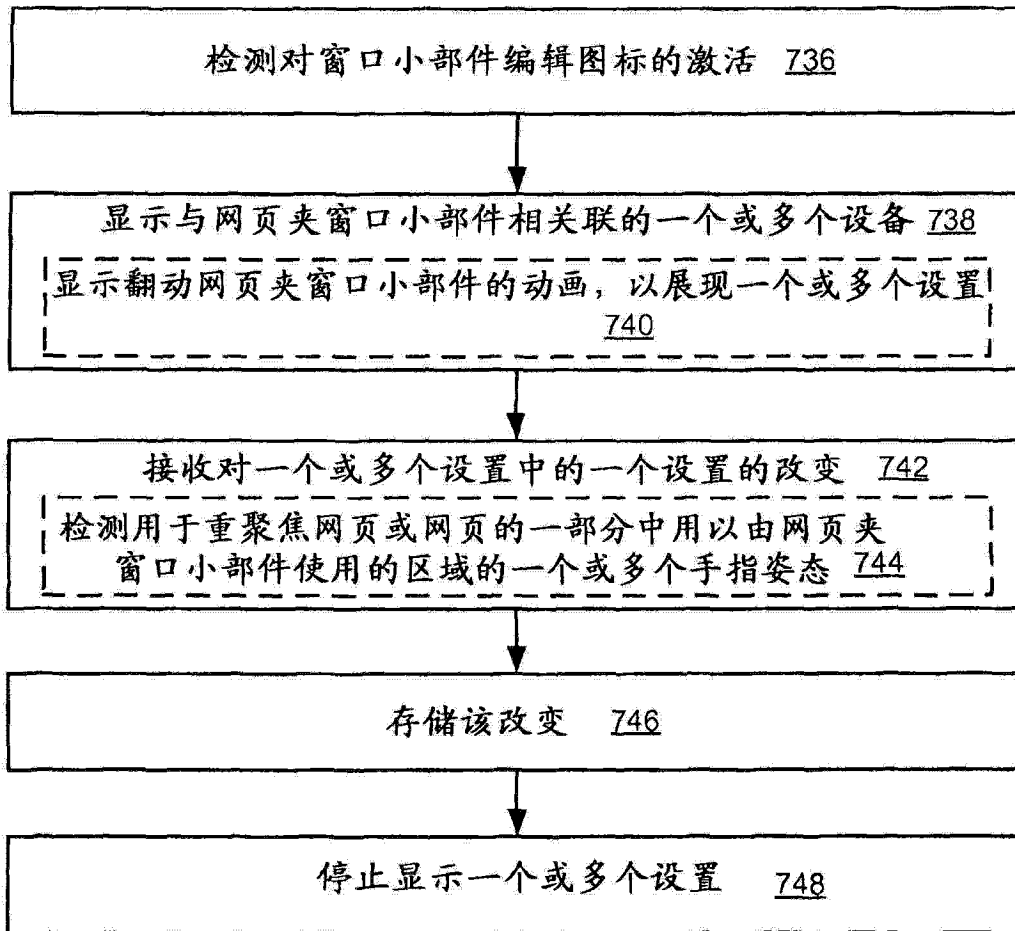 检测对窗口小部件编辑图标的激活 736
显示与网页夹窗口小部件相关联的一个或多个设备 738
显示翻动网页夹窗口小部件的动画，以展现一个或多个设置
740
接收对一个或多个设置中的一个设置的改变 742
检测用于重聚焦网页或网页的一部分中用以由网页夹
窗口小部件使用的区域的一个或多个手指姿态 744
存储该改变 746
停止显示一个或多个设置 748